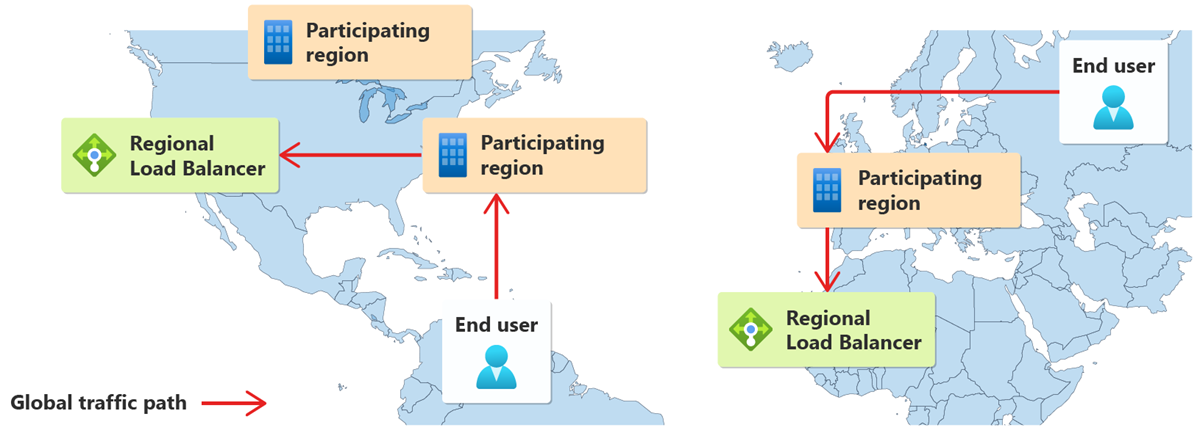 Participating
region
Regional
Load Balancer
Participating
region
End user
Global traffic path
End user
Participating
region
Regional
Load Balancer